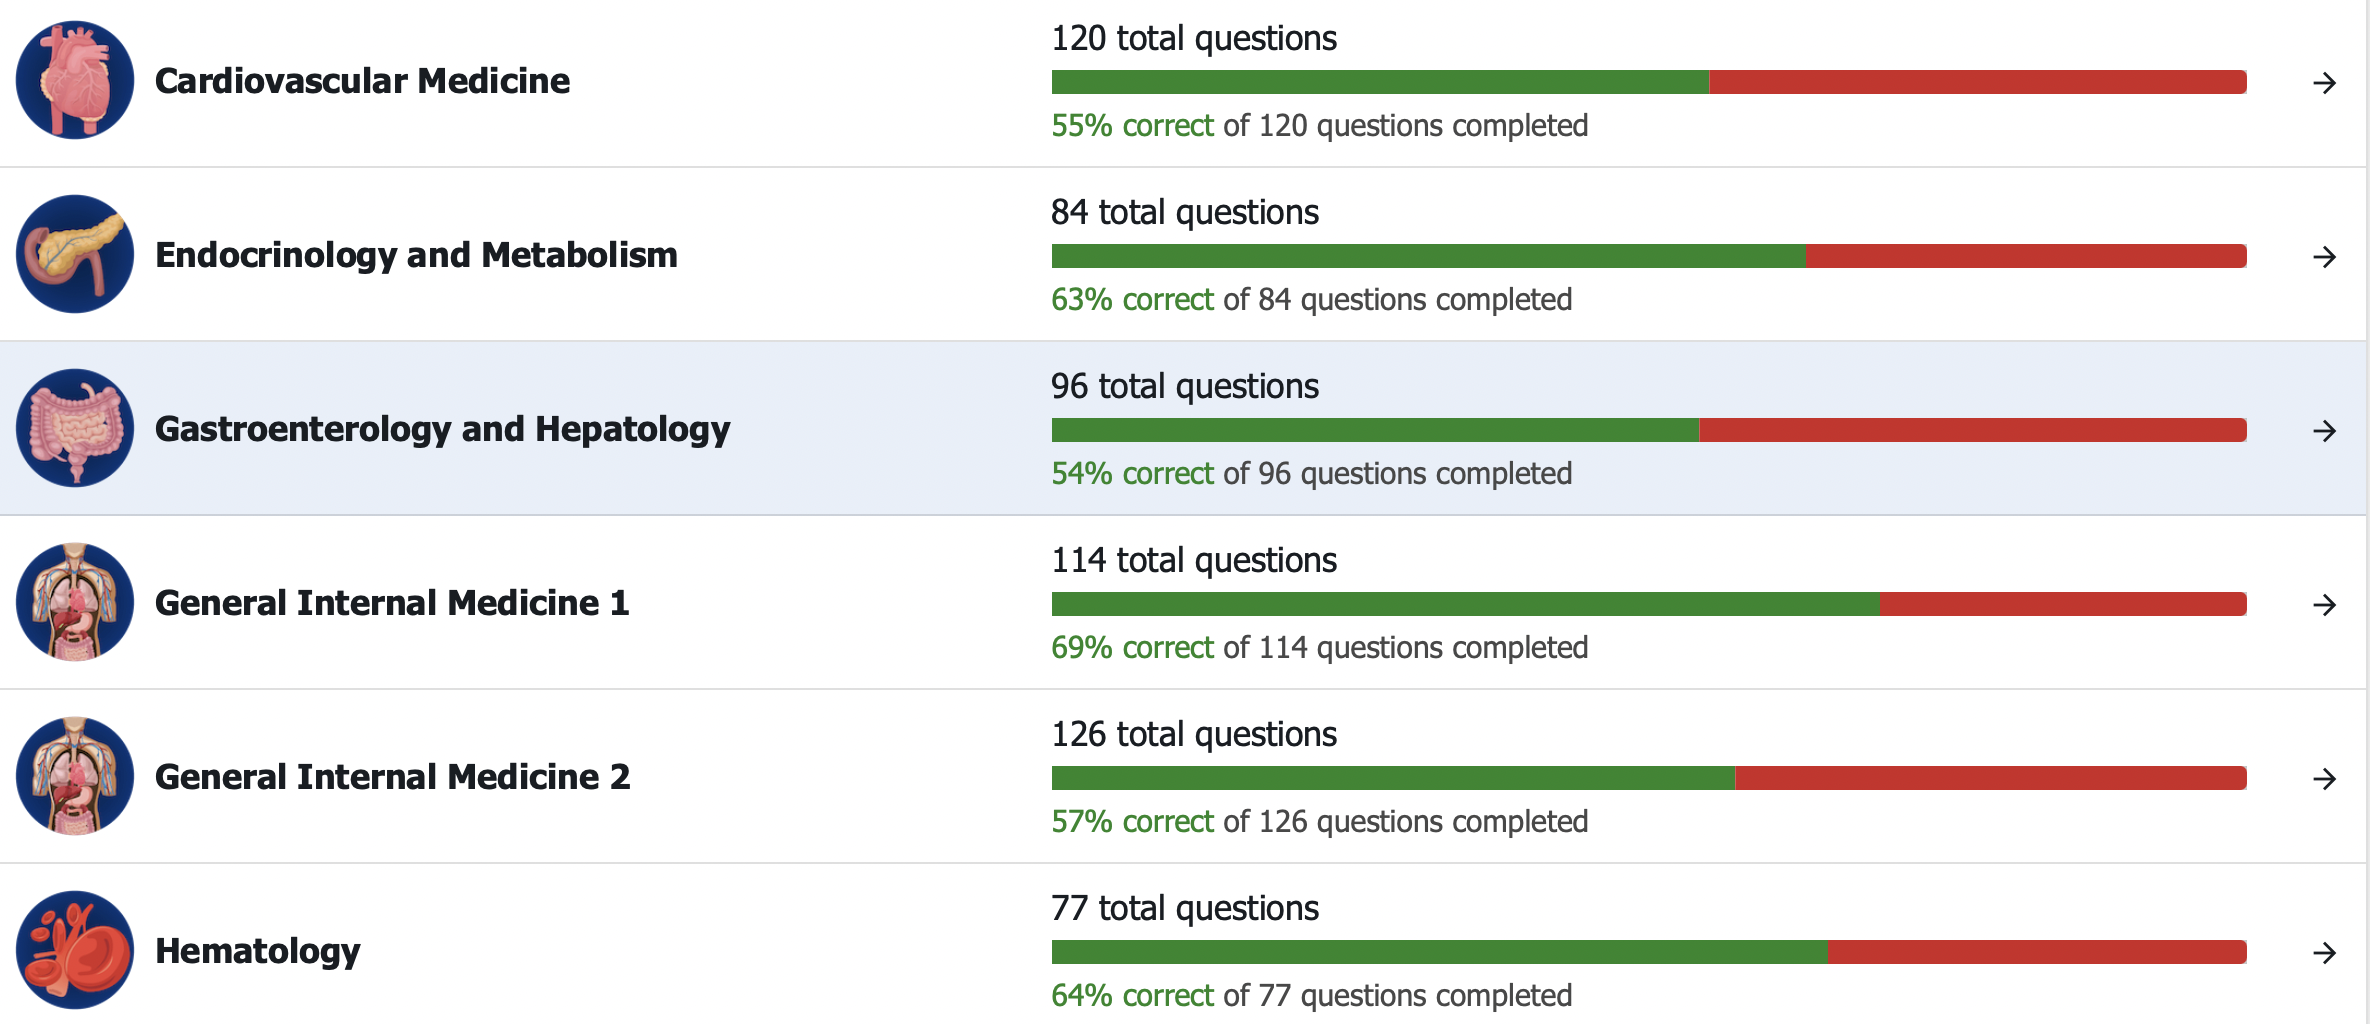 120 total questions
Cardiovascular Medicine
55% correct of 120 questions completed
84 total questions
Endocrinology and Metabolism
63% correct of 84 questions completed
96 total questions
Gastroenterology and Hepatology
54% correct of 96 questions completed
114 total questions
General Internal Medicine 1
69% correct of 114 questions completed
126 total questions
General Internal Medicine 2
57% correct of 126 questions completed
77 total questions
Hematology
64% correct of 77 questions completed